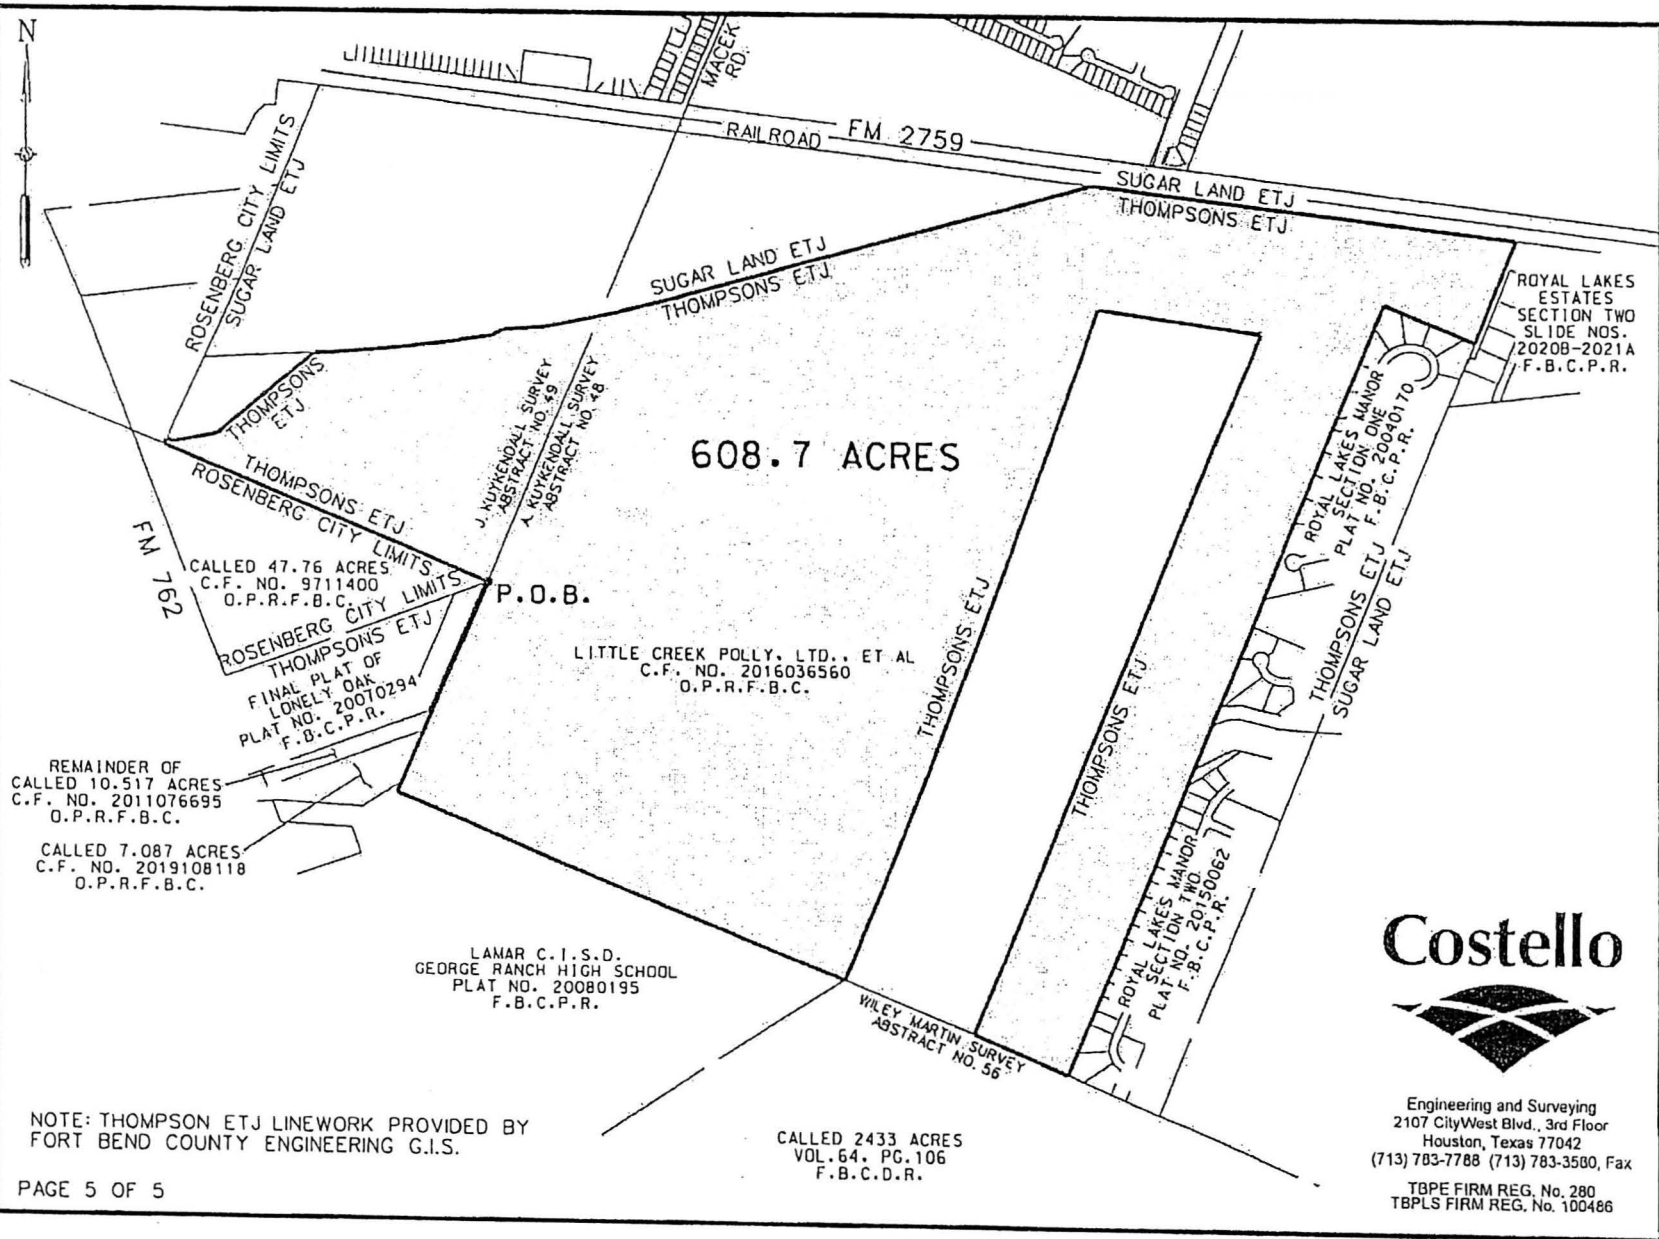 N
MACEK
RD.
RAILROAD
FM 2759
ROSENBERG CITY LIMITS
SUGAR LAND ETJ
SUGAR LAND ETJ
THOMPSONS ETJ
SUGAR LAND ETJ
THOMPSONS ETJ
ROYAL LAKES
ESTATES
SECTION TWO
SLIDE NOS.
2020B-2021A
F.B.C.P.R.
THOMPSONS
ETJ
J. KUYKENDALL SURVEY
ABSTRACT NO. 49
A. KUYKENDALL SURVEY
ABSTRACT NO. 48
608.7 ACRES
ROYAL LAKES MANOR
SECTION ONE
PLAT NO. 20040170
F.B.C.P.R.
THOMPSONS ETJ
ROSENBERG CITY LIMITS
FM 762
CALLED 47.76 ACRES
C.F. NO. 9711400
O.P.R.F.B.C.
P.O.B.
ROSENBERG CITY LIMITS
THOMPSONS ETJ
FINAL PLAT OF
LONELY OAK
PLAT NO. 20070294
F.B.C.P.R.
LITTLE CREEK POLLY, LTD., ET AL
C.F. NO. 2016036560
O.P.R.F.B.C.
THOMPSONS ETJ
THOMPSONS ETJ
THOMPSONS ETJ
SUGAR LAND ETJ
REMAINDER OF
CALLED 10.517 ACRES
C.F. NO. 2011076695
O.P.R.F.B.C.
CALLED 7.087 ACRES
C.F. NO. 2019108118
O.P.R.F.B.C.
ROYAL LAKES MANOR
SECTION TWO
PLAT NO. 20150062
F.B.C.P.R.
LAMAR C.I.S.D.
GEORGE RANCH HIGH SCHOOL
PLAT NO. 20080195
F.B.C.P.R.
WILEY MARTIN SURVEY
ABSTRACT NO. 56
CALLED 2433 ACRES
VOL.64, PG.106
F.B.C.D.R.
NOTE: THOMPSON ETJ LINEWORK PROVIDED BY
FORT BEND COUNTY ENGINEERING G.I.S.
PAGE 5 OF 5
Costello
Engineering and Surveying
2107 CityWest Blvd., 3rd Floor
Houston, Texas 77042
(713) 783-7788 (713) 783-3580, Fax
TBPE FIRM REG. No. 280
TBPLS FIRM REG. No. 100486